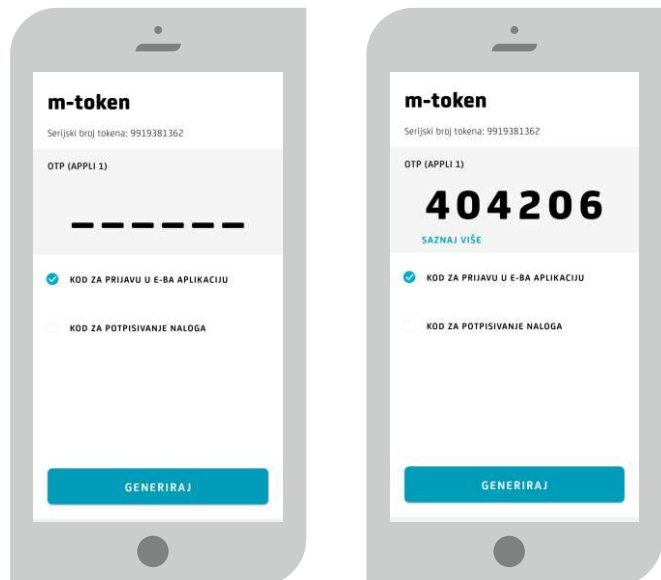 m-token
Serijski broj tokena: 9919381362
OTP (APPLI 1)
KOD ZA PRIJAVU U E-BA APLIKACIJU
KOD ZA POTPISIVANJE NALOGA
GENERIRAJ
m-token
Serijski broj tokena: 9919381362
OTP (APPLI 1)
404206
SAZNAJ VIŠE
KOD ZA PRIJAVU U E-BA APLIKACIJU
KOD ZA POTPISIVANJE NALOGA
GENERIRAJ